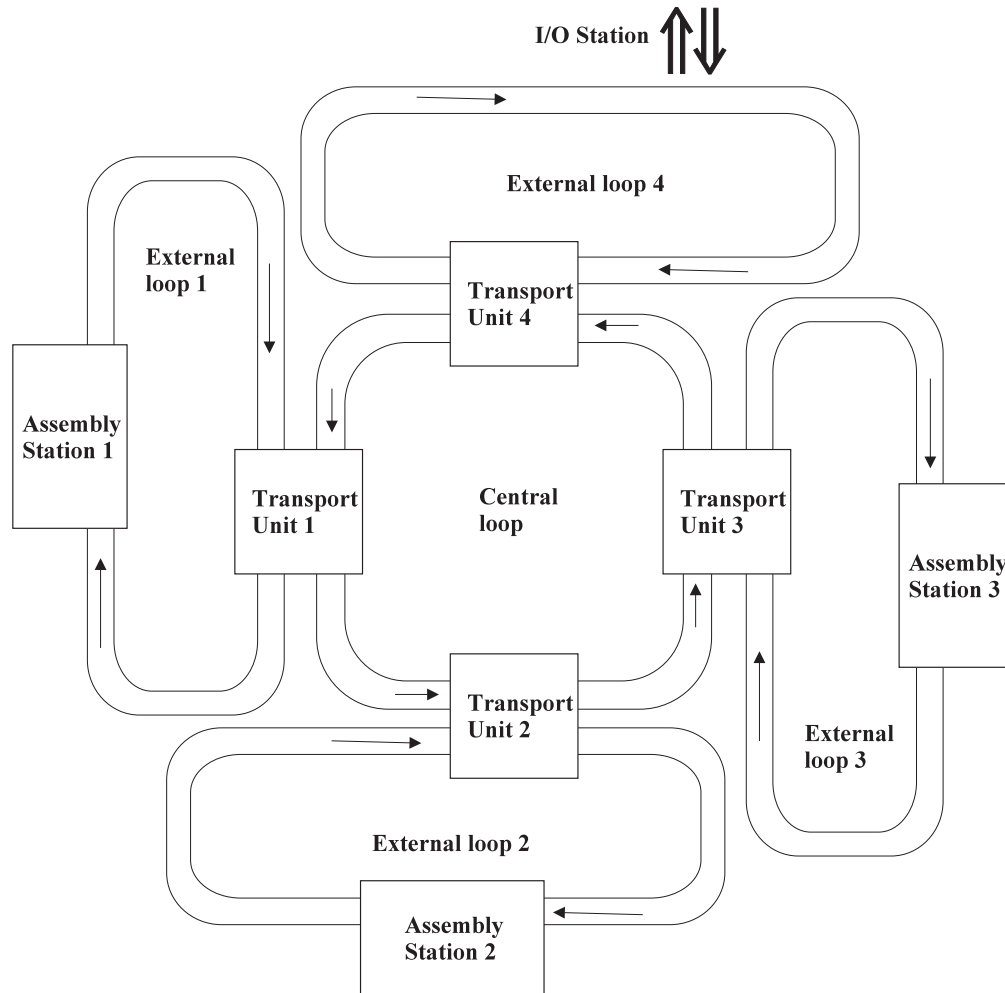 I/O Station
External loop 4
External
loop 1
Transport
Unit 4
Assembly
Station 1
Transport
Unit 1
Central
loop
Transport
Unit 3
Assembly
Station 3
Transport
Unit 2
External
loop 3
External loop 2
Assembly
Station 2